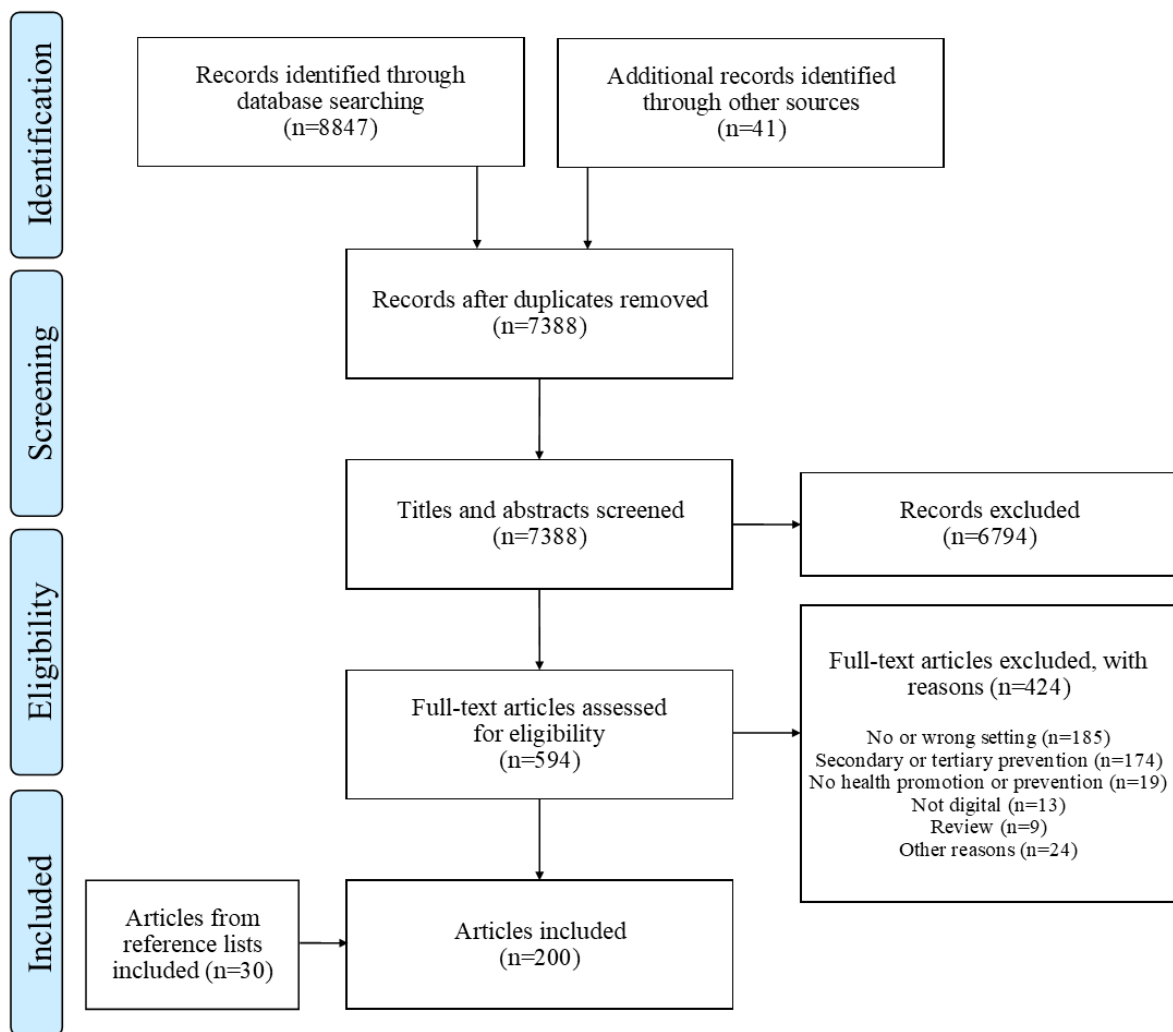 Identification
Records identified through
database searching
(n=8847)
Additional records identified
through other sources
(n=41)
Screening
Records after duplicates removed
(n=7388)
Titles and abstracts screened
(n=7388)
Records excluded
(n=6794)
Eligibility
Full-text articles assessed
for eligibility
(n=594)
Full-text articles excluded, with
reasons (n=424)
No or wrong setting (n=185)
Secondary or tertiary prevention (n=174)
No health promotion or prevention (n=19)
Not digital (n=13)
Review (n=9)
Other reasons (n=24)
Included
Articles from
reference lists
included (n=30)
Articles included
(n=200)